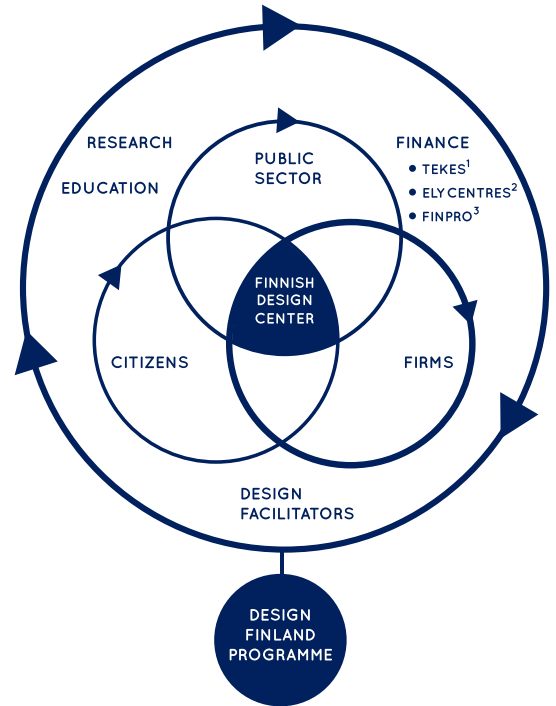 RESEARCH
EDUCATION
PUBLIC
SECTOR
FINANCE
• TEKES¹
• ELY CENTRES²
• FINPRO³
FINNISH
DESIGN
CENTER
CITIZENS
FIRMS
DESIGN
FACILITATORS
DESIGN
FINLAND
PROGRAMME